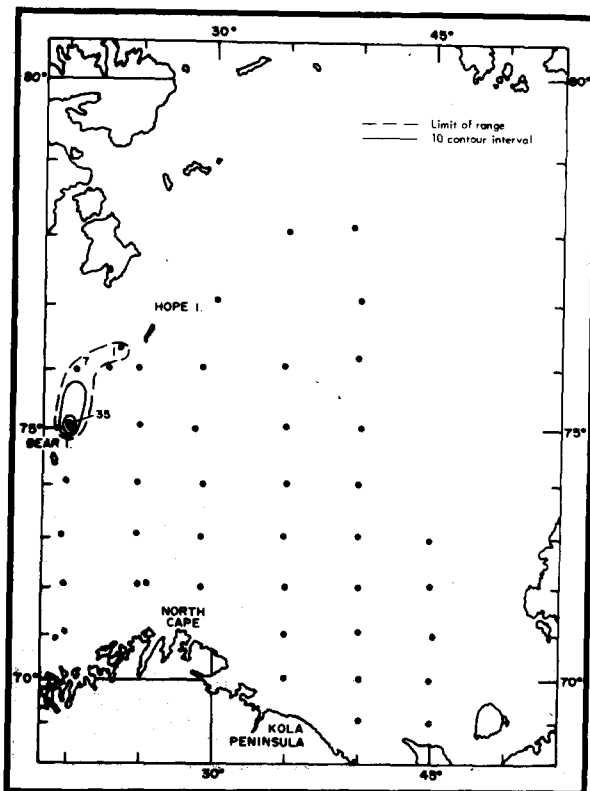 30° 45°
80° 80°
Limit of range
10 contour interval
HOPE I.
7 1
35
75° 75°
BEAR I.
NORTH
CAPE
70° 70°
KOLA
PENINSULA
30° 45°